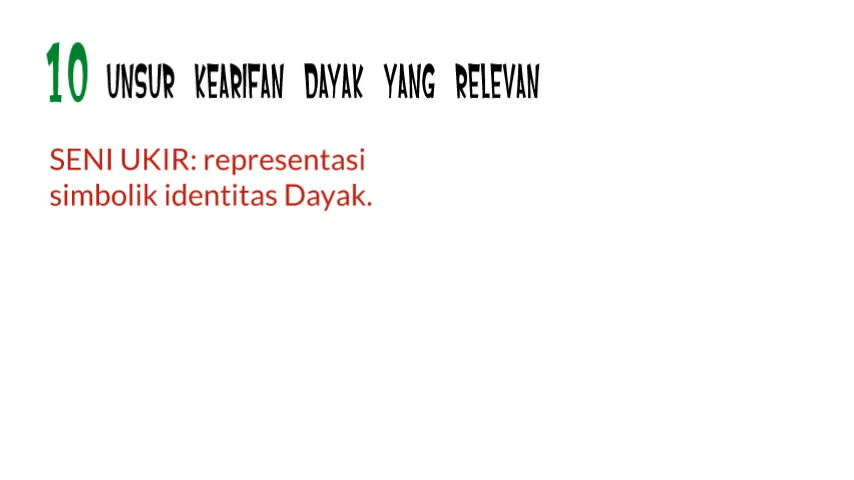 10 UNSUR KEARIFAN DAYAK YANG RELEVAN
SENI UKIR: representasi
simbolik identitas Dayak.